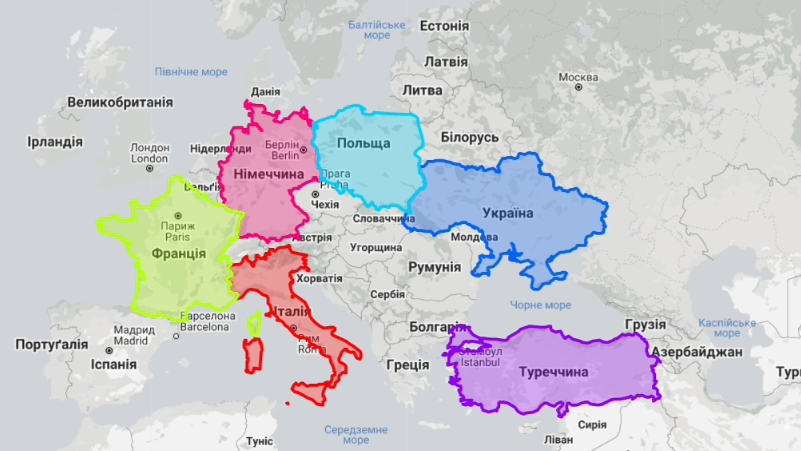 Естонія
Балтійське
море
Латвія
Північне море
Москва
Данія
Литва
Великобританія
Ірландія
Лондон
London
Нідерланди
Берлін
Berlin
Польща
Білорусь
Німеччина
Прага
Praha
Бельгія
Чехія
Париж
Paris
Словаччина
Україна
Франція
Австрія
Молдова
Угорщина
Румунія
Хорватія
Сербія
Чорне море
Італія
Барселона
Barcelona
Мадрид
Madrid
Рим
Rome
Болгарія
Грузія
Каспійське
море
Португалія
Іспанія
Стамбул
Istanbul
Азербайджан
Греція
Туреччина
Середземне
море
Туніс
Сирія
Ліван